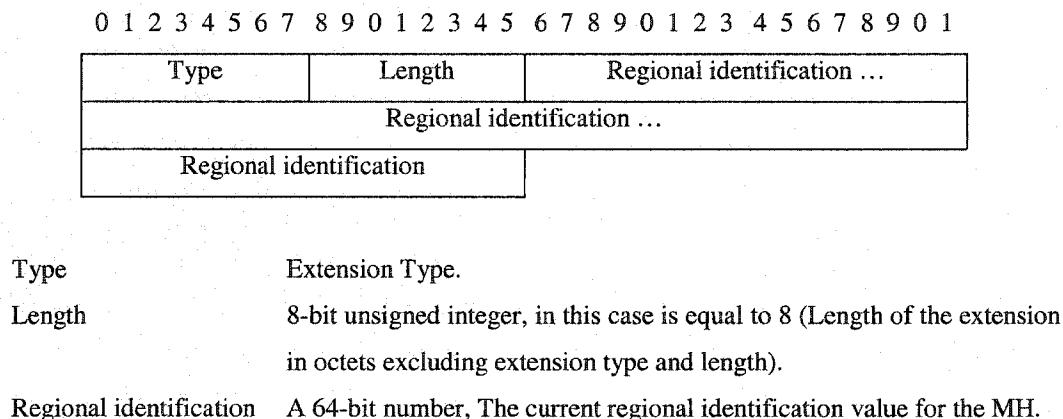 0 1 2 3 4 5 6 7 8 9 0 1 2 3 4 5 6 7 8 9 0 1 2 3 4 5 6 7 8 9 0 1
Type Length Regional identification ...
Regional identification ...
Regional identification
Type Extension Type.
Length 8-bit unsigned integer, in this case is equal to 8 (Length of the extension
in octets excluding extension type and length).
Regional identification A 64-bit number, The current regional identification value for the MH.